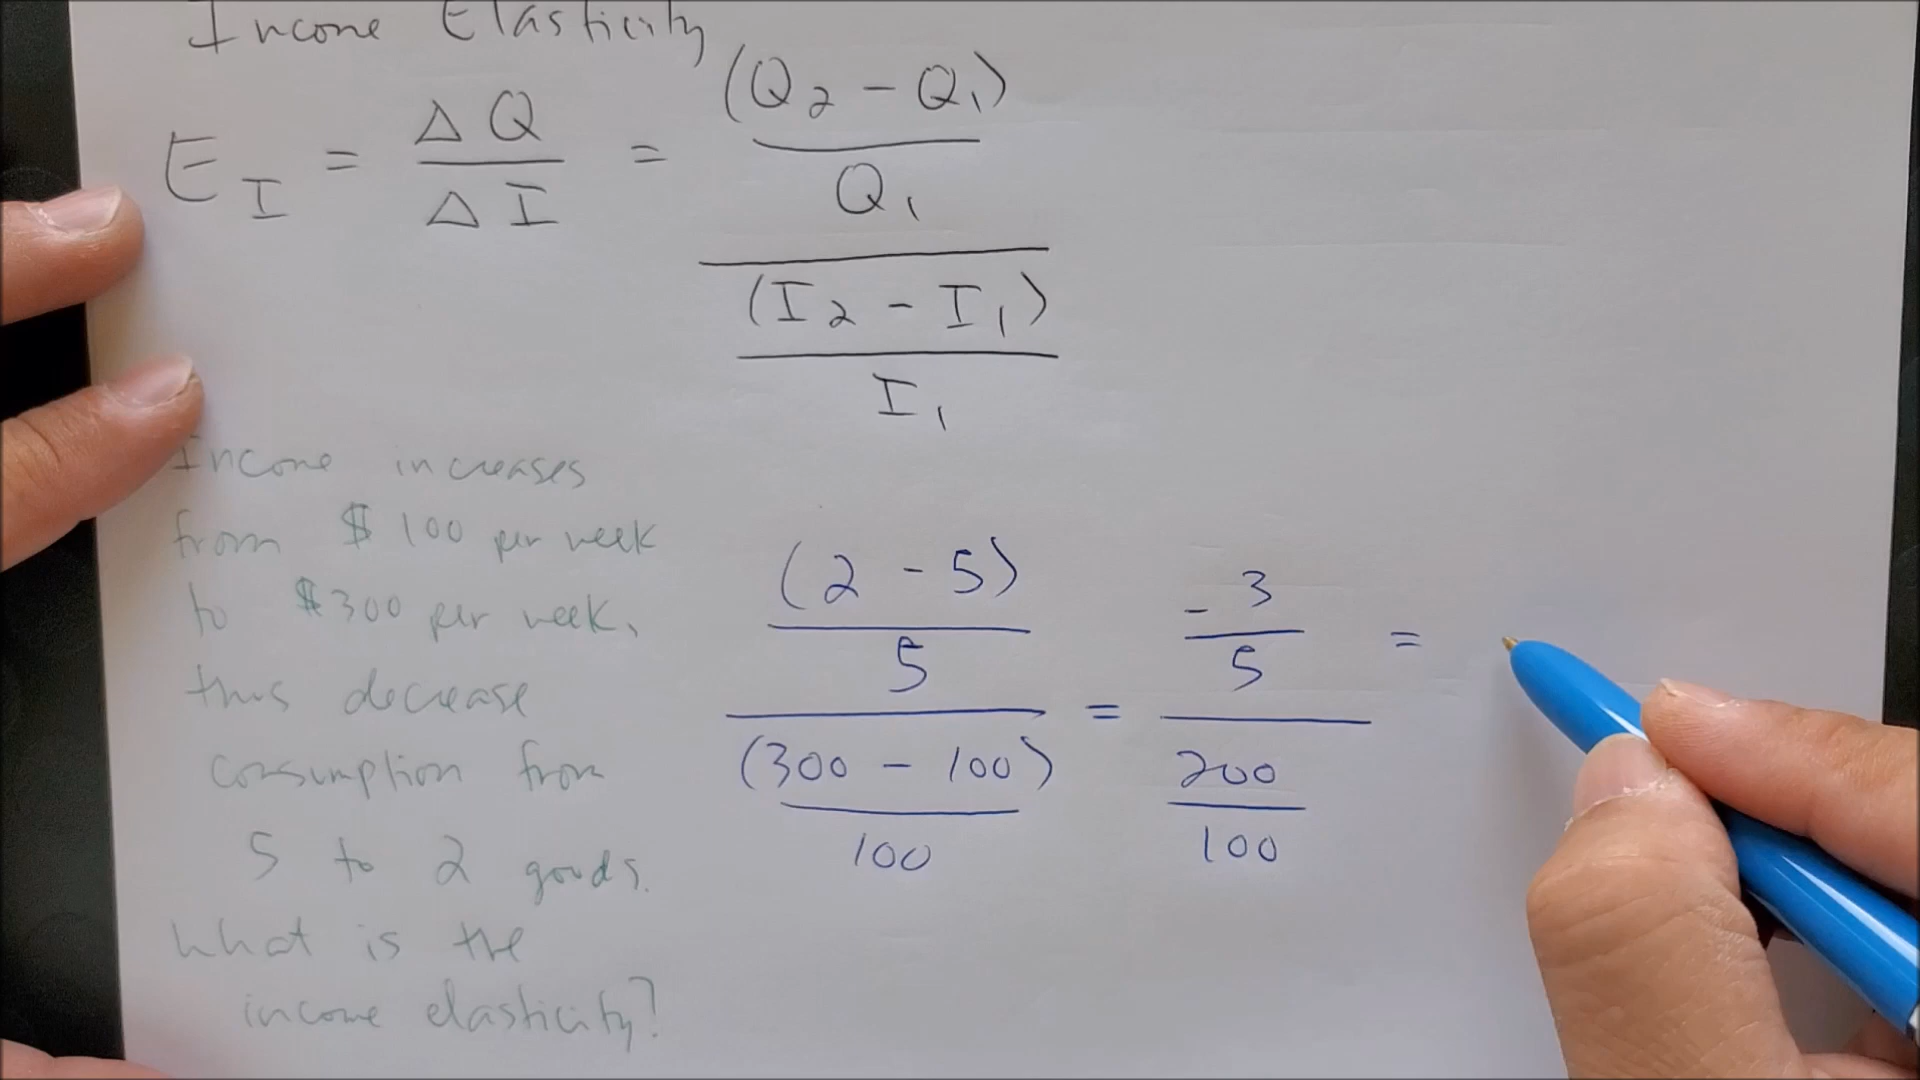 Income Elasticity
E_I = ΔQ/ΔI = ((Q₂ - Q₁)/Q₁)/((I₂ - I₁)/I₁)
Income increases
from $100 per week
to $300 per week,
thus decrease
consumption from
5 to 2 goods.
What is the
income elasticity?
((2 - 5)/5)/((300 - 100)/100) = (-3/5)/(200/100) =